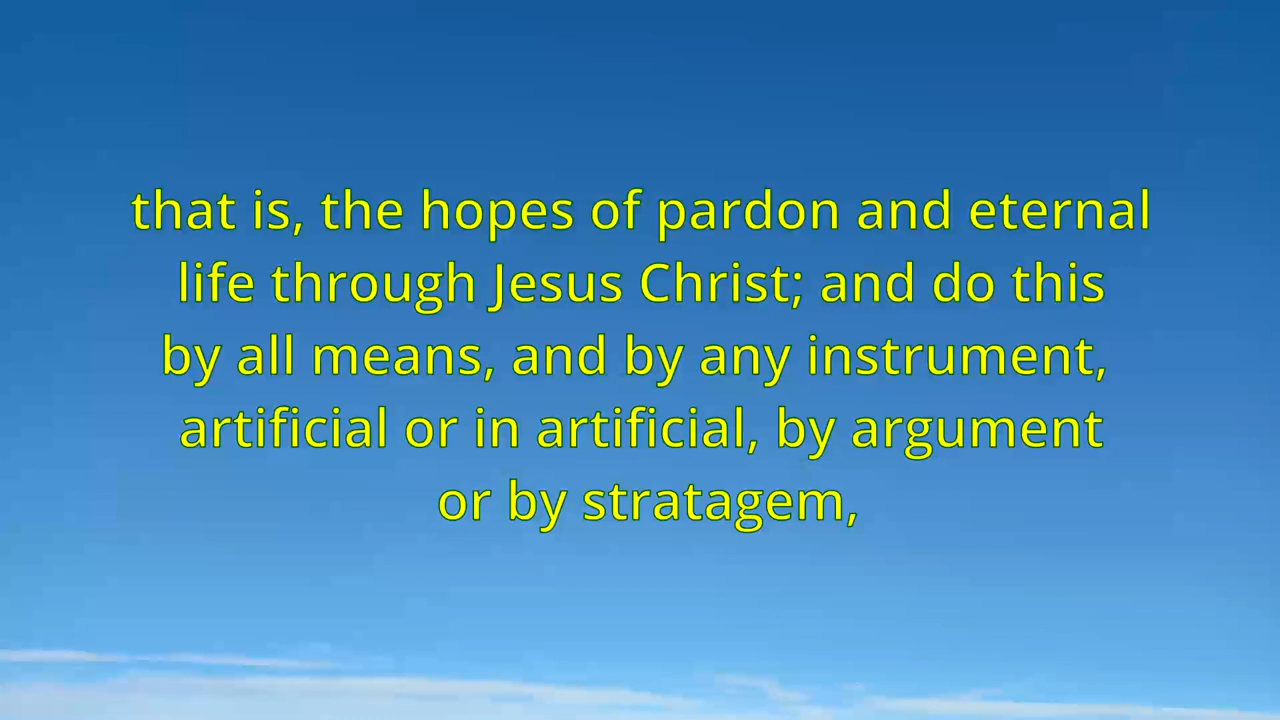 that is, the hopes of pardon and eternal
life through Jesus Christ; and do this
by all means, and by any instrument,
artificial or in artificial, by argument
or by stratagem,